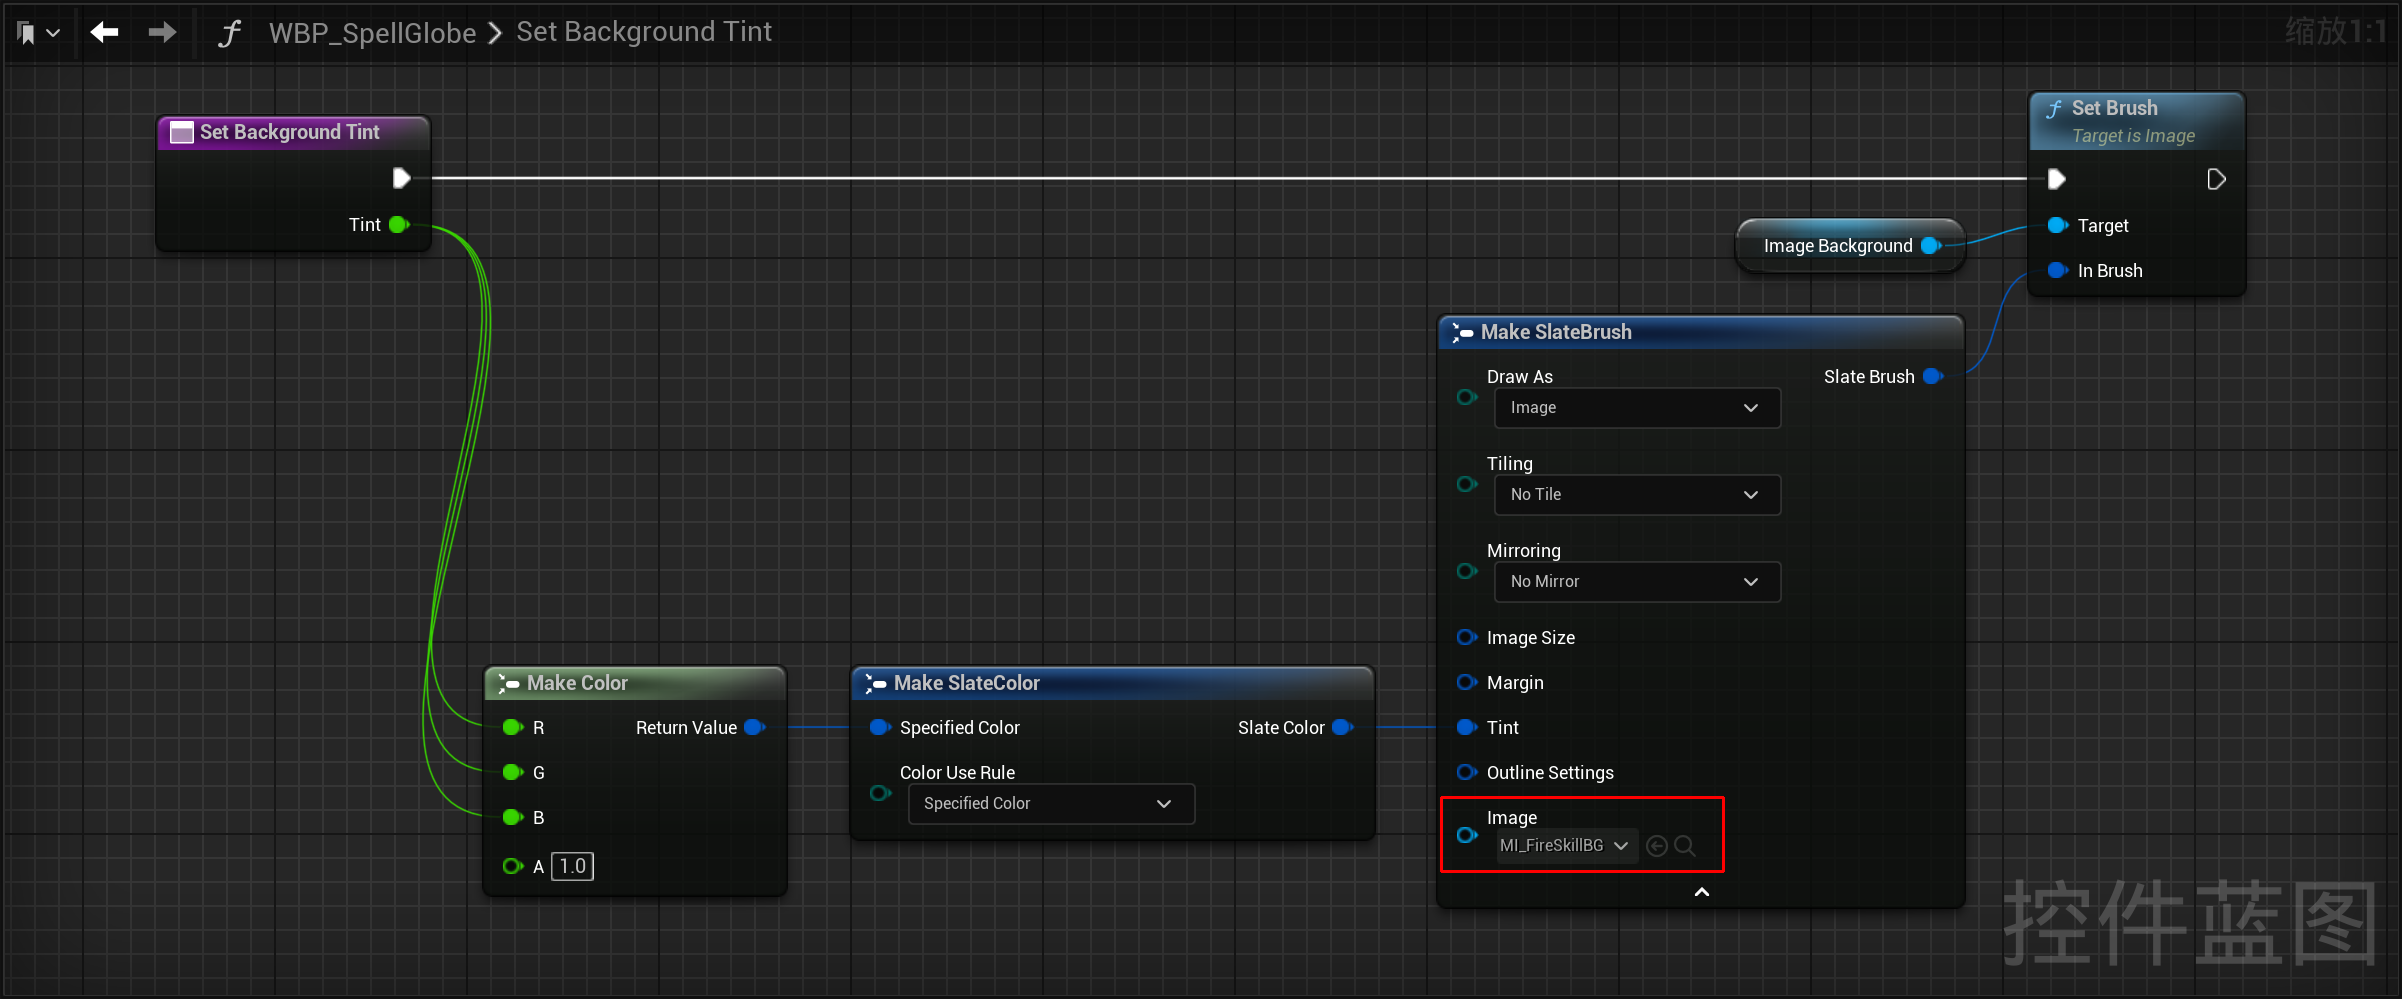 WBP_SpellGlobe > Set Background Tint
缩放1:1
Set Background Tint
Tint
Set Brush
Target is Image
Target
In Brush
Image Background
Make SlateBrush
Draw As
Slate Brush
Image
Tiling
No Tile
Mirroring
No Mirror
Image Size
Margin
Tint
Outline Settings
Image
MI_FireSkillBG
Make Color
R
Return Value
G
B
A 1.0
Make SlateColor
Specified Color
Slate Color
Color Use Rule
Specified Color
控件蓝图